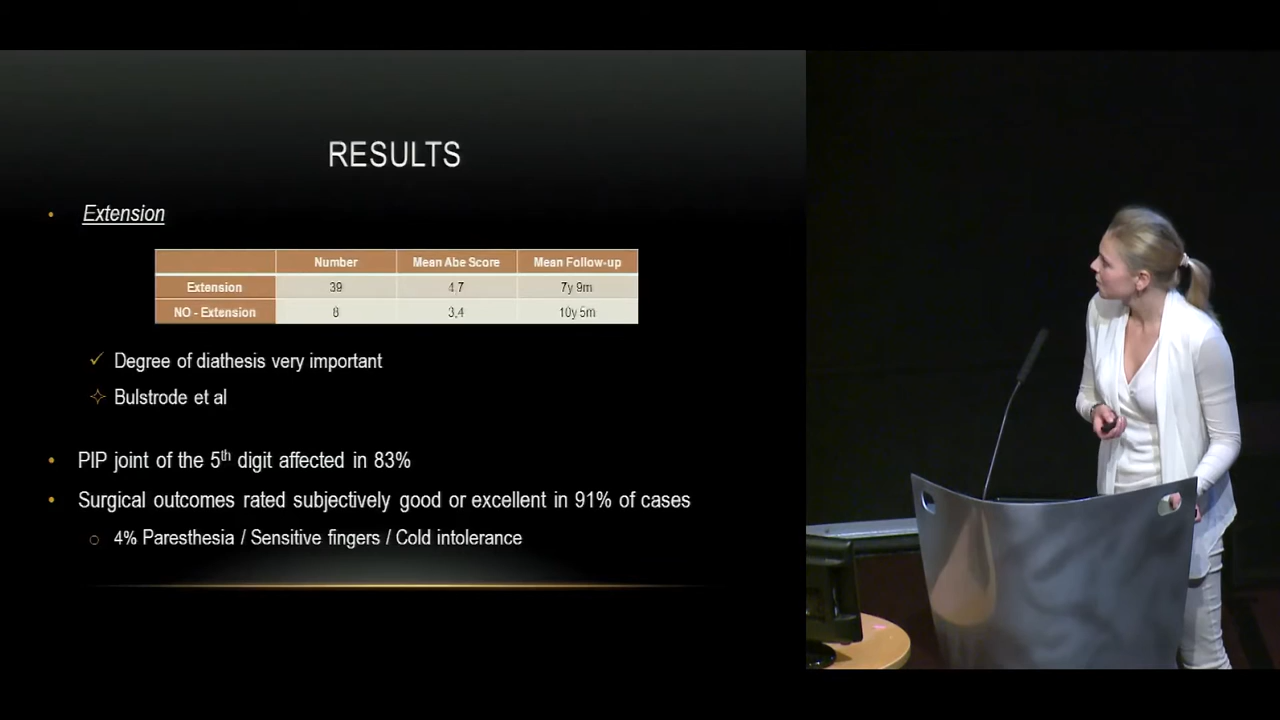 RESULTS
Extension
Number Mean Abe Score Mean Follow-up
Extension 39 4,7 7y 9m
NO - Extension 8 3,4 10y 5m
Degree of diathesis very important
Bulstrode et al
PIP joint of the 5th digit affected in 83%
Surgical outcomes rated subjectively good or excellent in 91% of cases
4% Paresthesia / Sensitive fingers / Cold intolerance